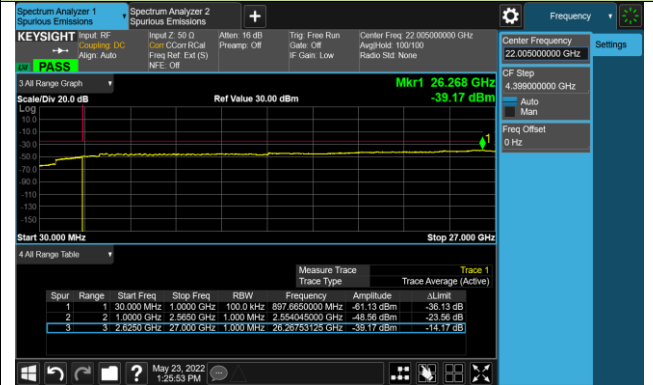 Spectrum Analyzer 1
Spurious Emissions
Spectrum Analyzer 2
Spurious Emissions
Frequency
KEYSIGHT
Input: RF
Coupling: DC
Align: Auto
Input Z: 50 Ω
Corr CCorr RCal
Freq Ref: Ext (S)
NFE: Off
Atten: 16 dB
Preamp: Off
Trig: Free Run
Gate: Off
IF Gain: Low
Center Freq: 22.005000000 GHz
Avg|Hold: 100/100
Radio Std: None
PASS
Center Frequency
22.005000000 GHz
Settings
CF Step
4.399000000 GHz
Auto
Man
Freq Offset
0 Hz
3 All Range Graph
Mkr1 26.268 GHz
Scale/Div 20.0 dB
Ref Value 30.00 dBm
-39.17 dBm
Log
10.0
-10.0
-30.0
-50.0
-70.0
-90.0
-110
-130
-150
1
Start 30.000 MHz
Stop 27.000 GHz
4 All Range Table
Measure Trace Trace 1
Trace Type Trace Average (Active)
Spur Range Start Freq Stop Freq RBW Frequency Amplitude ΔLimit
1 1 30.000 MHz 1.0000 GHz 100.0 kHz 897.6650000 MHz -61.13 dBm -36.13 dB
2 2 1.0000 GHz 2.5650 GHz 1.000 MHz 2.554045000 GHz -48.56 dBm -23.56 dB
3 3 2.6250 GHz 27.000 GHz 1.000 MHz 26.26753125 GHz -39.17 dBm -14.17 dB
May 23, 2022
1:25:53 PM